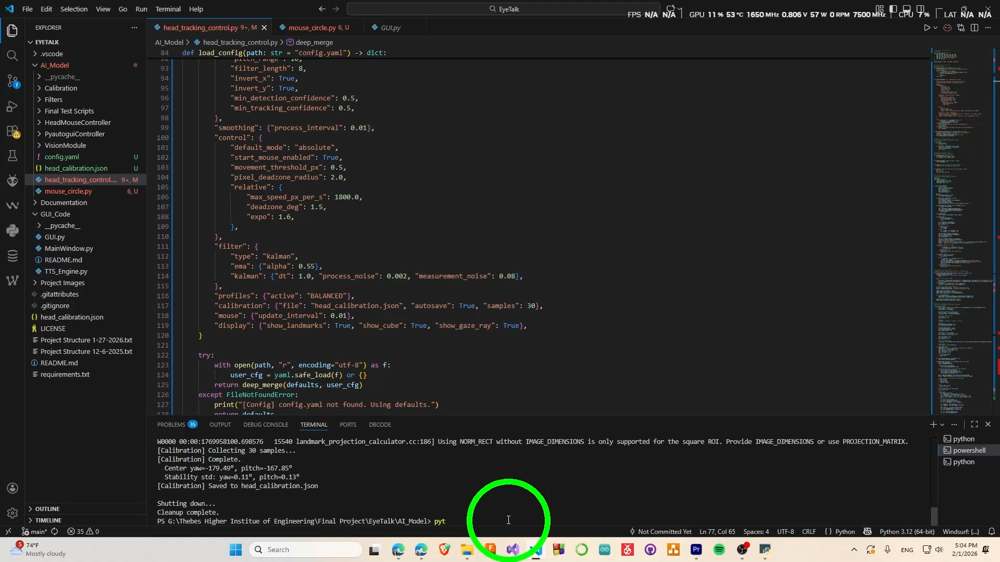 File Edit Selection View Go Run Terminal Help
EyeTalk
FPS N/A N/A GPU 11 % 53 °C 1650 MHz 0.806 V 57 W 0 RPM 7500 MHz CPU 7 % LAT N/A N/A
EXPLORER
head_tracking_control.py 9+, M
mouse_circle.py 6, U
GUI.py
AI_Model > head_tracking_control.py > deep_merge
EYETALK
.vscode
AI_Model
__pycache__
Calibration
Filters
Final Test Scripts
HeadMouseController
PyautoguiController
VisionModule
config.yaml U
head_calibration.json U
head_tracking_control.... 9+, M
mouse_circle.py 6, U
Documentation
GUI_Code
__pycache__
GUI.py
MainWindow.py
README.md
TTS_Engine.py
Project Images
.gitattributes
.gitignore
head_calibration.json
LICENSE
Project Structure 1-27-2026.txt
Project Structure 12-6-2025.txt
README.md
requirements.txt
OUTLINE
TIMELINE
7
84 def load_config(path: str = "config.yaml") -> dict:
93 "filter_length": 8,
94 "invert_x": True,
95 "invert_y": True,
96 "min_detection_confidence": 0.5,
97 "min_tracking_confidence": 0.5,
98 },
99 "smoothing": {"process_interval": 0.01},
100 "control": {
101 "default_mode": "absolute",
102 "start_mouse_enabled": True,
103 "movement_threshold_px": 0.5,
104 "pixel_deadzone_radius": 2.0,
105 "relative": {
106 "max_speed_px_per_s": 1800.0,
107 "deadzone_deg": 1.5,
108 "expo": 1.6,
109 },
110 },
111 "filter": {
112 "type": "kalman",
113 "ema": {"alpha": 0.55},
114 "kalman": {"dt": 1.0, "process_noise": 0.002, "measurement_noise": 0.08},
115 },
116 "profiles": {"active": "BALANCED"},
117 "calibration": {"file": "head_calibration.json", "autosave": True, "samples": 30},
118 "mouse": {"update_interval": 0.01},
119 "display": {"show_landmarks": True, "show_cube": True, "show_gaze_ray": True},
120 }
121
122 try:
123 with open(path, "r", encoding="utf-8") as f:
124 user_cfg = yaml.safe_load(f) or {}
125 return deep_merge(defaults, user_cfg)
126 except FileNotFoundError:
127 print("[Config] config.yaml not found. Using defaults.")
128 return defaults
PROBLEMS 35 OUTPUT DEBUG CONSOLE TERMINAL PORTS DBCODE
W0000 00:00:1769958100.698576 15540 landmark_projection_calculator.cc:186] Using NORM_RECT without IMAGE_DIMENSIONS is only supported for the square ROI. Provide IMAGE_DIMENSIONS or use PROJECTION_MATRIX.
[Calibration] Collecting 30 samples...
[Calibration] Complete.
Center yaw=-179.49°, pitch=-167.85°
Stability std: yaw=0.11°, pitch=0.13°
[Calibration] Saved to head_calibration.json
Shutting down...
Cleanup complete.
PS G:\Thebes Higher Institue of Engineering\Final Project\EyeTalk\AI_Model> pyt
python
powershell
python
main* 35 0 Not Committed Yet Ln 77, Col 65 Spaces: 4 UTF-8 CRLF { } Python Python 3.12 (64-bit) Windsurf: {...}
5
74°F
Mostly cloudy
Search
ENG
5:04 PM
2/1/2026